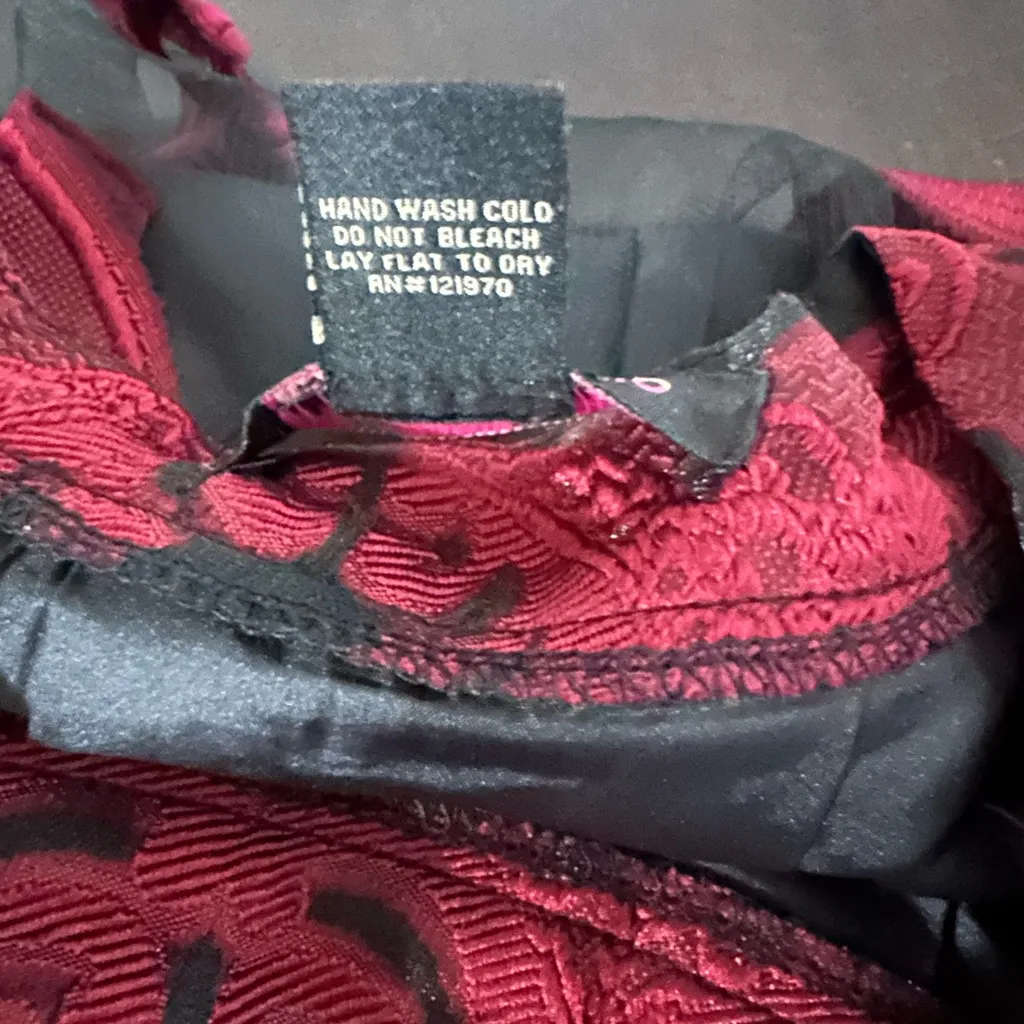 HAND WASH COLD
DO NOT BLEACH
LAY FLAT TO DRY
RN#121970